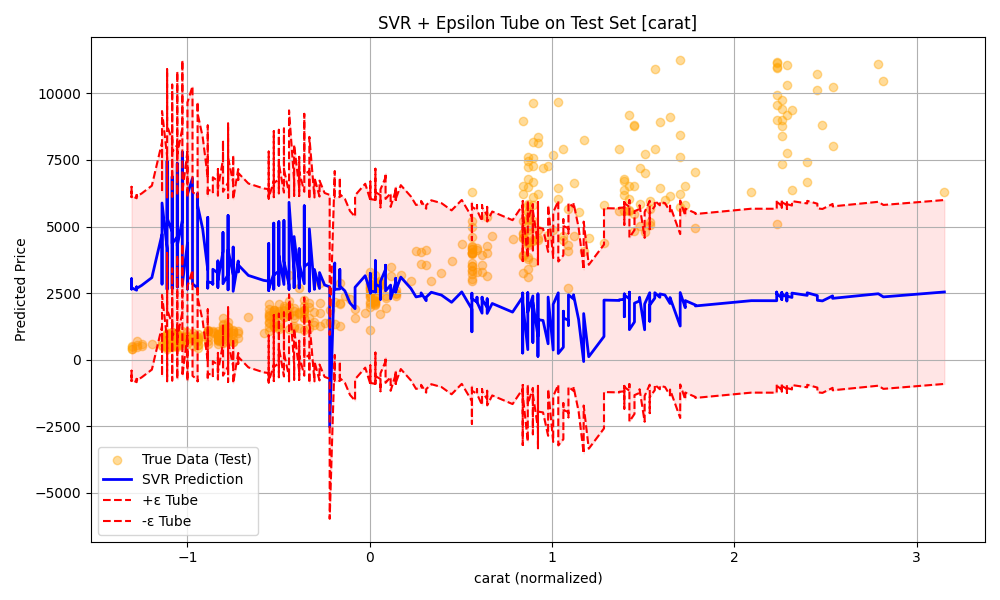 SVR + Epsilon Tube on Test Set [carat]
Predicted Price
10000
7500
5000
2500
0
−2500
−5000
True Data (Test)
SVR Prediction
+ε Tube
-ε Tube
−1
0
1
2
3
carat (normalized)